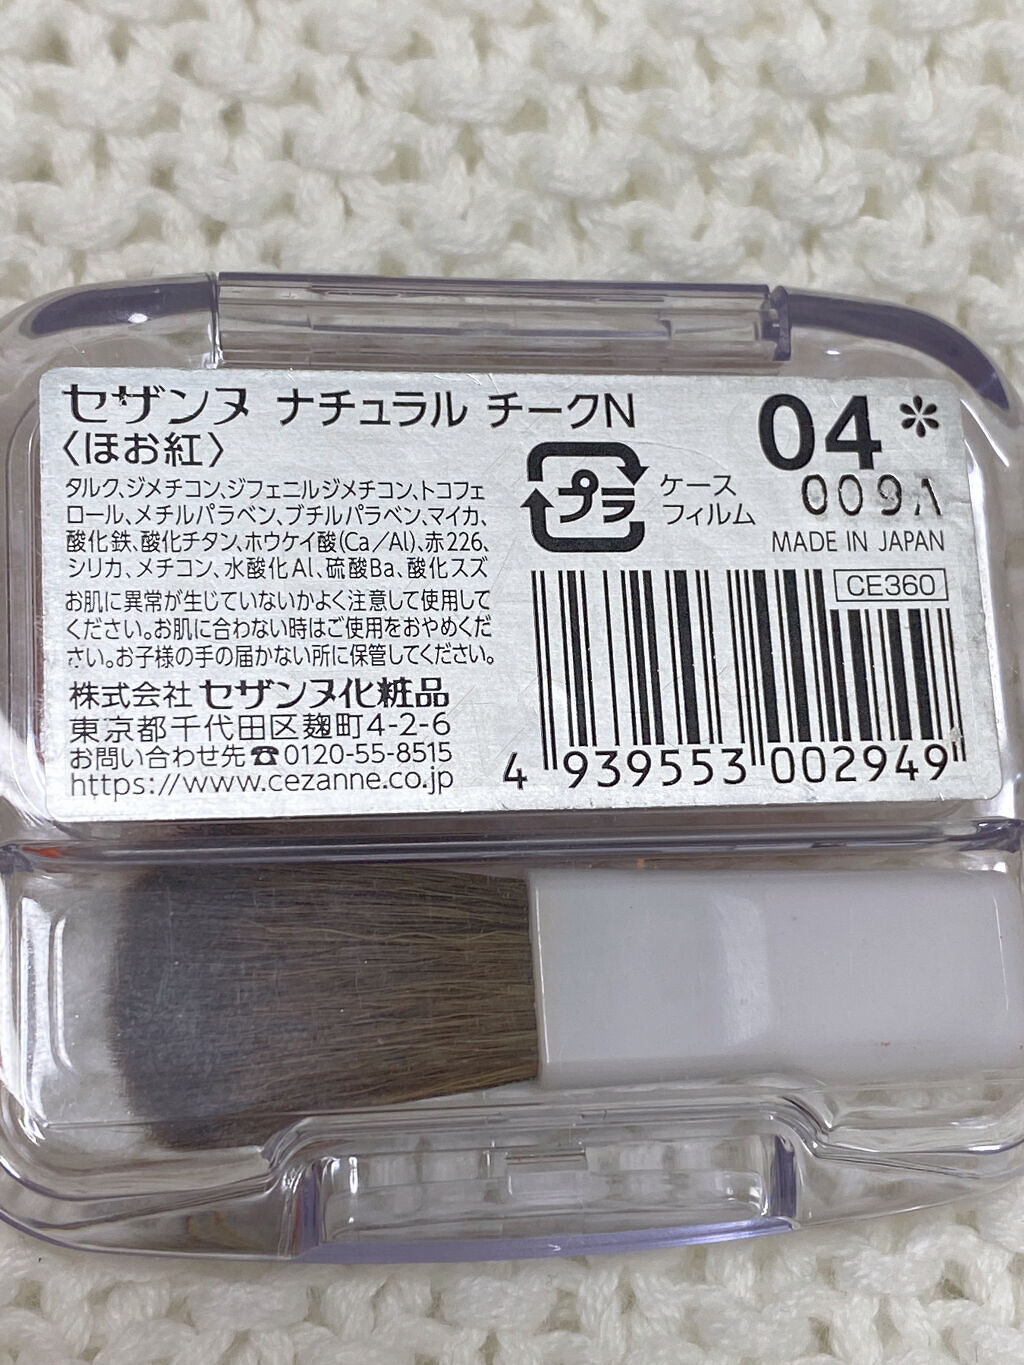 セザンヌ ナチュラル チークN
〈ほお紅〉
タルク、ジメチコン、ジフェニルジメチコン、トコフェ
ロール、メチルパラベン、ブチルパラベン、マイカ、
酸化鉄、酸化チタン、ホウケイ酸(Ca/Al)、赤226、
シリカ、メチコン、水酸化Al、硫酸Ba、酸化スズ
お肌に異常が生じていないかよく注意して使用して
ください。お肌に合わない時はご使用をおやめくだ
さい。お子様の手の届かない所に保管してください。
株式会社 セザンヌ化粧品
東京都千代田区麹町4-2-6
お問い合わせ先☎0120-55-8515
https://www.cezanne.co.jp
プラ
ケース
フィルム
04*
009A
MADE IN JAPAN
CE360
4 939553 002949